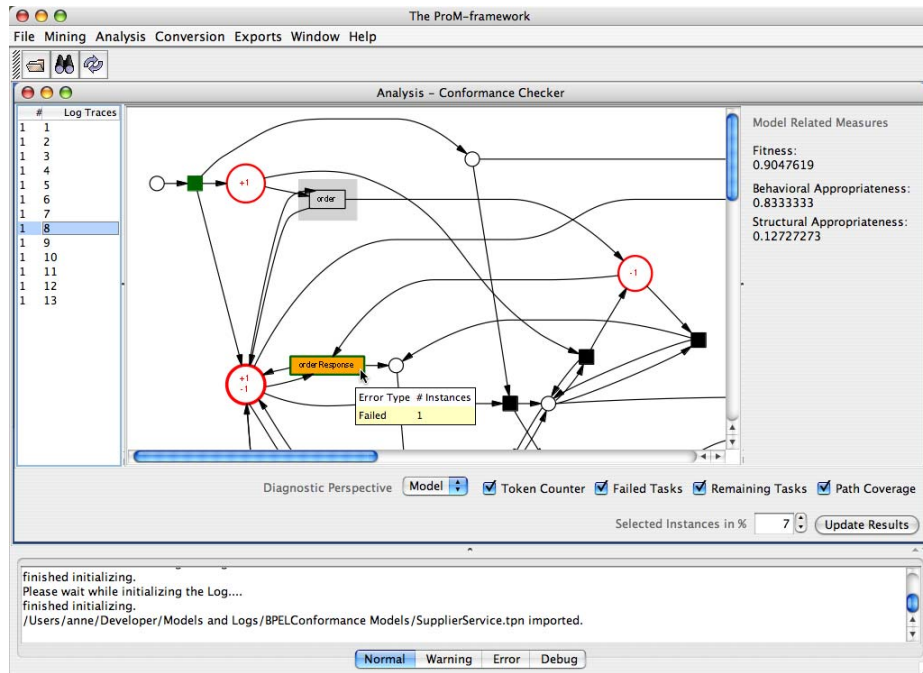 The ProM-framework
File Mining Analysis Conversion Exports Window Help
Analysis - Conformance Checker
# Log Traces
1 1
1 2
1 3
1 4
1 5
1 6
1 7
1 8
1 9
1 10
1 11
1 12
1 13
+1
order
-1
orderResponse
+1
-1
Error Type # Instances
Failed 1
Model Related Measures
Fitness:
0.9047619
Behavioral Appropriateness:
0.8333333
Structural Appropriateness:
0.12727273
Diagnostic Perspective Model Token Counter Failed Tasks Remaining Tasks Path Coverage
Selected Instances in % 7 Update Results
finished initializing.
Please wait while initializing the Log....
finished initializing.
/Users/anne/Developer/Models and Logs/BPELConformance Models/SupplierService.tpn imported.
Normal Warning Error Debug